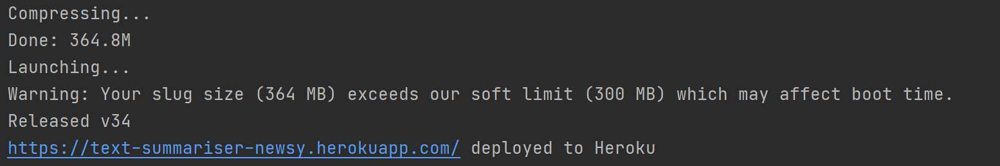 Compressing...
Done: 364.8M
Launching...
Warning: Your slug size (364 MB) exceeds our soft limit (300 MB) which may affect boot time.
Released v34
https://text-summariser-newsy.herokuapp.com/ deployed to Heroku